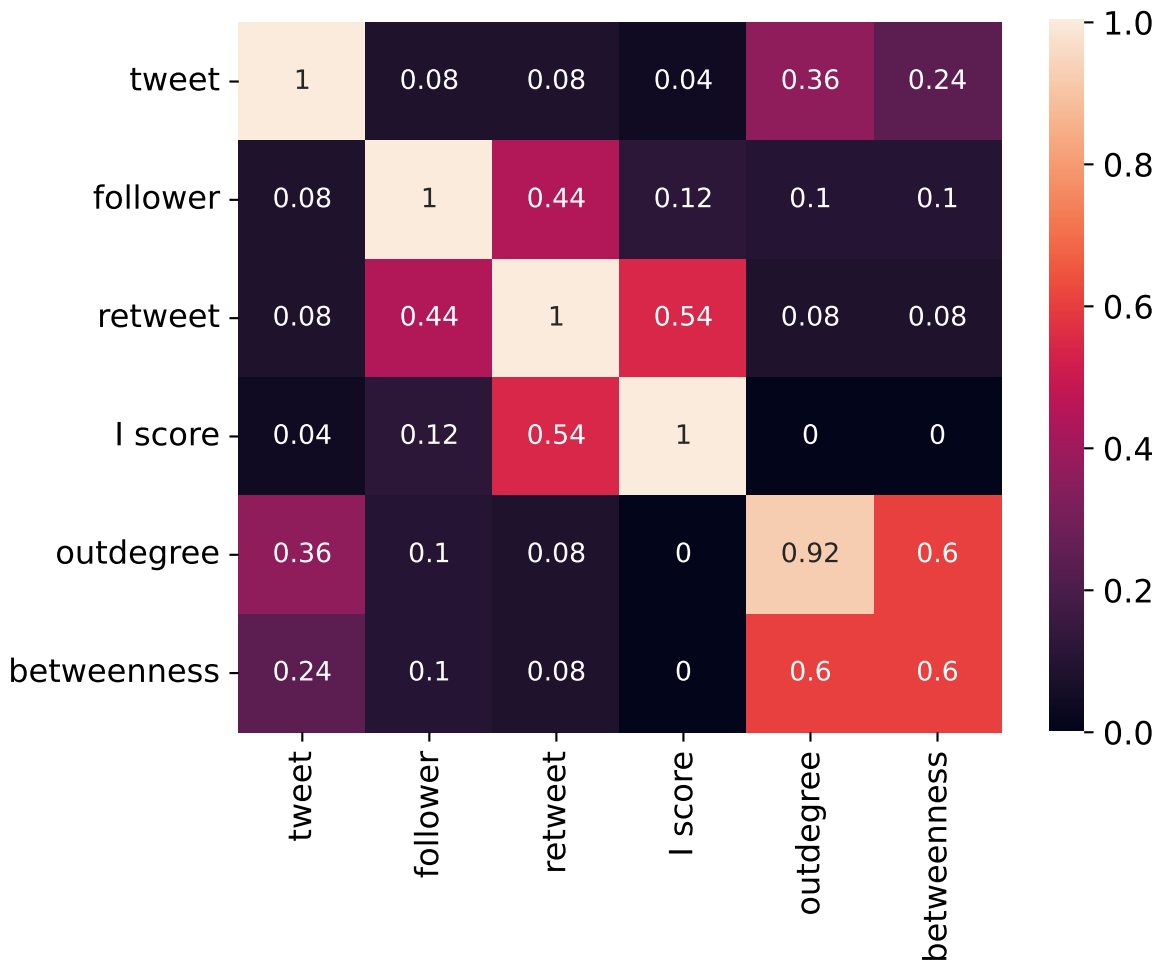 tweet 1 0.08 0.08 0.04 0.36 0.24
follower 0.08 1 0.44 0.12 0.1 0.1
retweet 0.08 0.44 1 0.54 0.08 0.08
I score 0.04 0.12 0.54 1 0 0
outdegree 0.36 0.1 0.08 0 0.92 0.6
betweenness 0.24 0.1 0.08 0 0.6 0.6
tweet
follower
retweet
I score
outdegree
betweenness
1.0
0.8
0.6
0.4
0.2
0.0